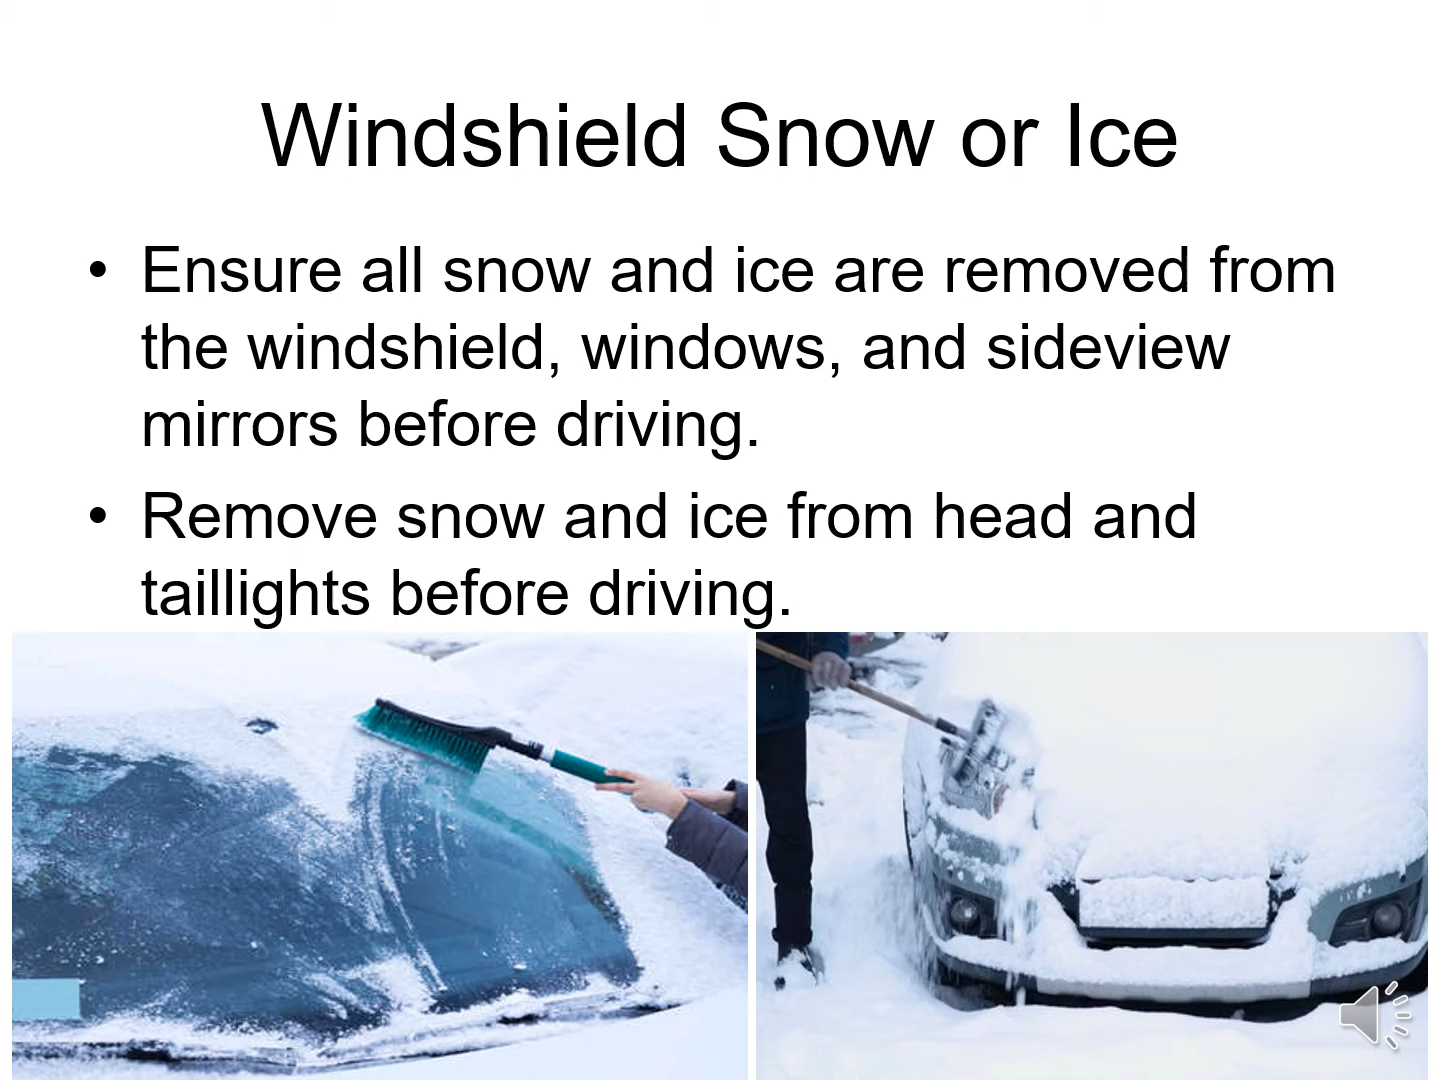 Windshield Snow or Ice
• Ensure all snow and ice are removed from
the windshield, windows, and sideview
mirrors before driving.
• Remove snow and ice from head and
taillights before driving.